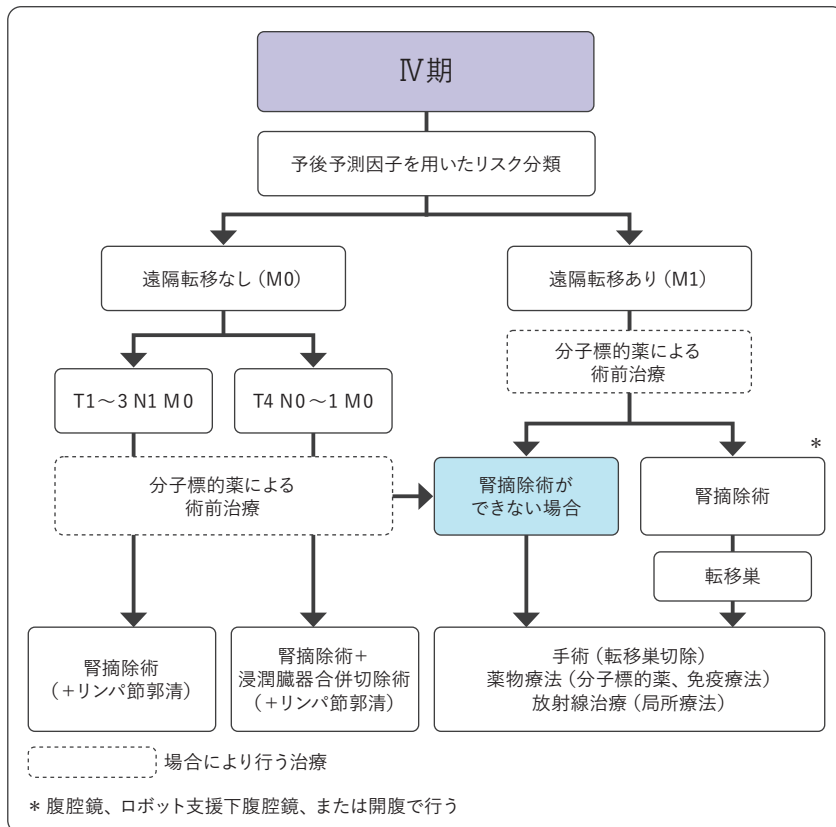 Ⅳ期
予後予測因子を用いたリスク分類
遠隔転移なし（M0）
遠隔転移あり（M1）
分子標的薬による
術前治療
T1～3 N1 M0
T4 N0～1 M0
*
分子標的薬による
術前治療
腎摘除術が
できない場合
腎摘除術
転移巣
腎摘除術
（＋リンパ節郭清）
腎摘除術＋
浸潤臓器合併切除術
（＋リンパ節郭清）
手術（転移巣切除）
薬物療法（分子標的薬、免疫療法）
放射線治療（局所療法）
場合により行う治療
* 腹腔鏡、ロボット支援下腹腔鏡、または開腹で行う